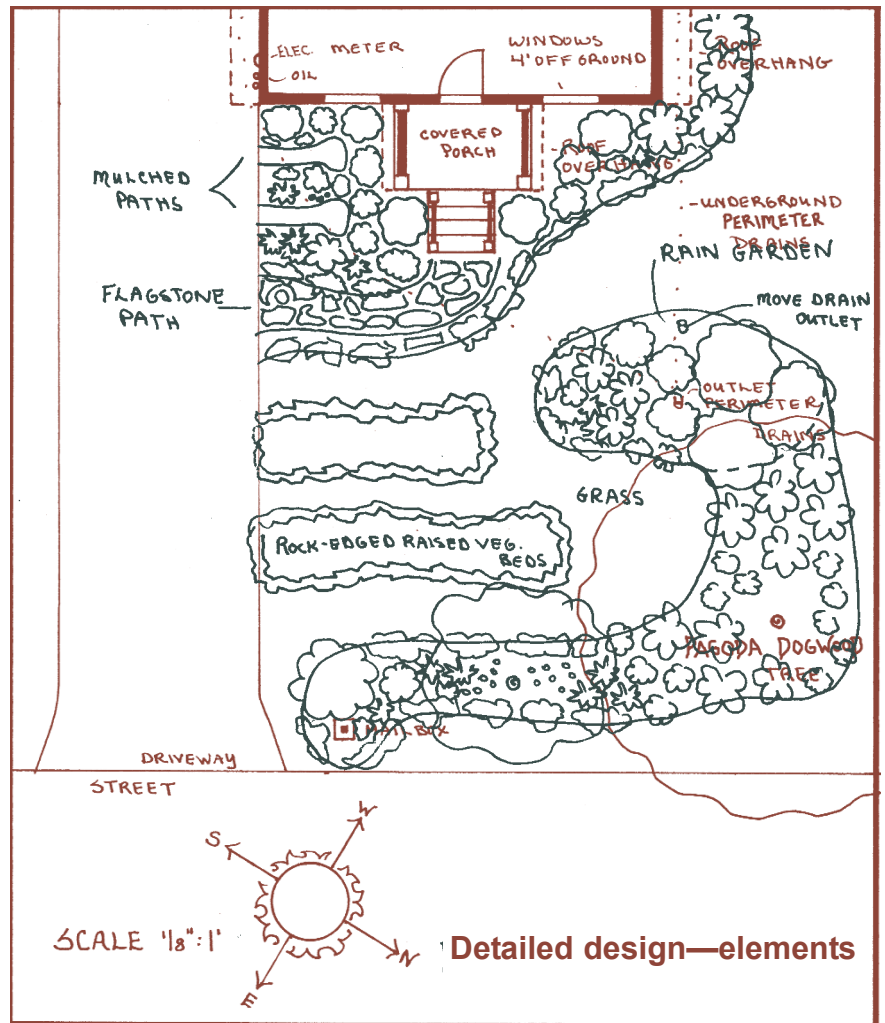 ELEC. METER
OIL
WINDOWS
4' OFF GROUND
ROOF
OVERHANG
COVERED
PORCH
ROOF
OVERHANG
MULCHED
PATHS
UNDERGROUND
PERIMETER
DRAINS
RAIN GARDEN
FLAGSTONE
PATH
MOVE DRAIN
OUTLET
OUTLET
PERIMETER
DRAINS
GRASS
ROCK-EDGED RAISED VEG.
BEDS
PAGODA DOGWOOD
TREE
MAILBOX
DRIVEWAY
STREET
W
S
N
E
SCALE 1/8":1'
Detailed design—elements